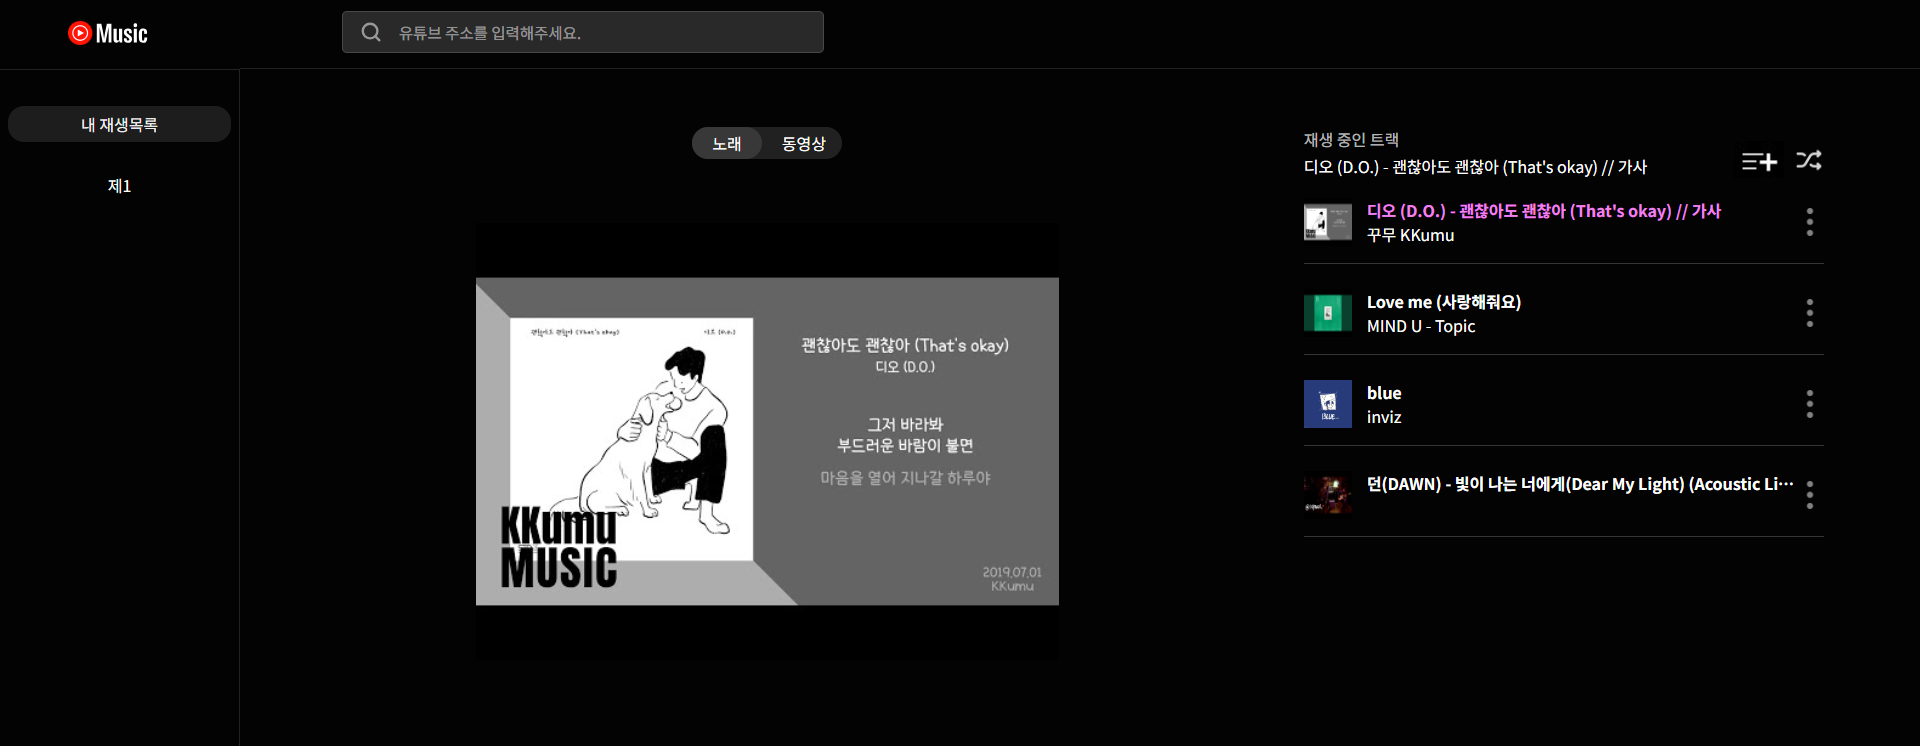 Music
유튜브 주소를 입력해주세요.
내 재생목록
제1
노래
동영상
괜찮아도 괜찮아 (That's okay)
디오 (D.O.)
괜찮아도 괜찮아 (That's okay)
디오 (D.O.)
그저 바라봐
부드러운 바람이 불면
마음을 열어 지나갈 하루야
KKumu
MUSIC
2019.07.01
KKumu
재생 중인 트랙
디오 (D.O.) - 괜찮아도 괜찮아 (That's okay) // 가사
디오 (D.O.) - 괜찮아도 괜찮아 (That's okay) // 가사
꾸무 KKumu
Love me (사랑해줘요)
MIND U - Topic
BLUE
blue
inviz
던(DAWN) - 빛이 나는 너에게(Dear My Light) (Acoustic Li…